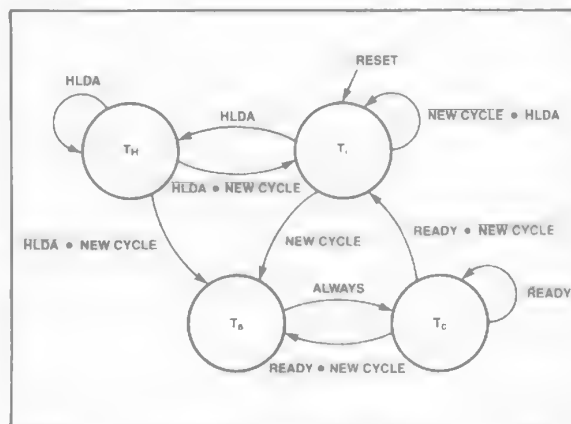 RESET
HLDA
HLDA
NEW CYCLE • HLDA
TH
HLDA • NEW CYCLE
READY • NEW CYCLE
HLDA • NEW CYCLE
NEW CYCLE
ALWAYS
READY
TS
TC
READY • NEW CYCLE